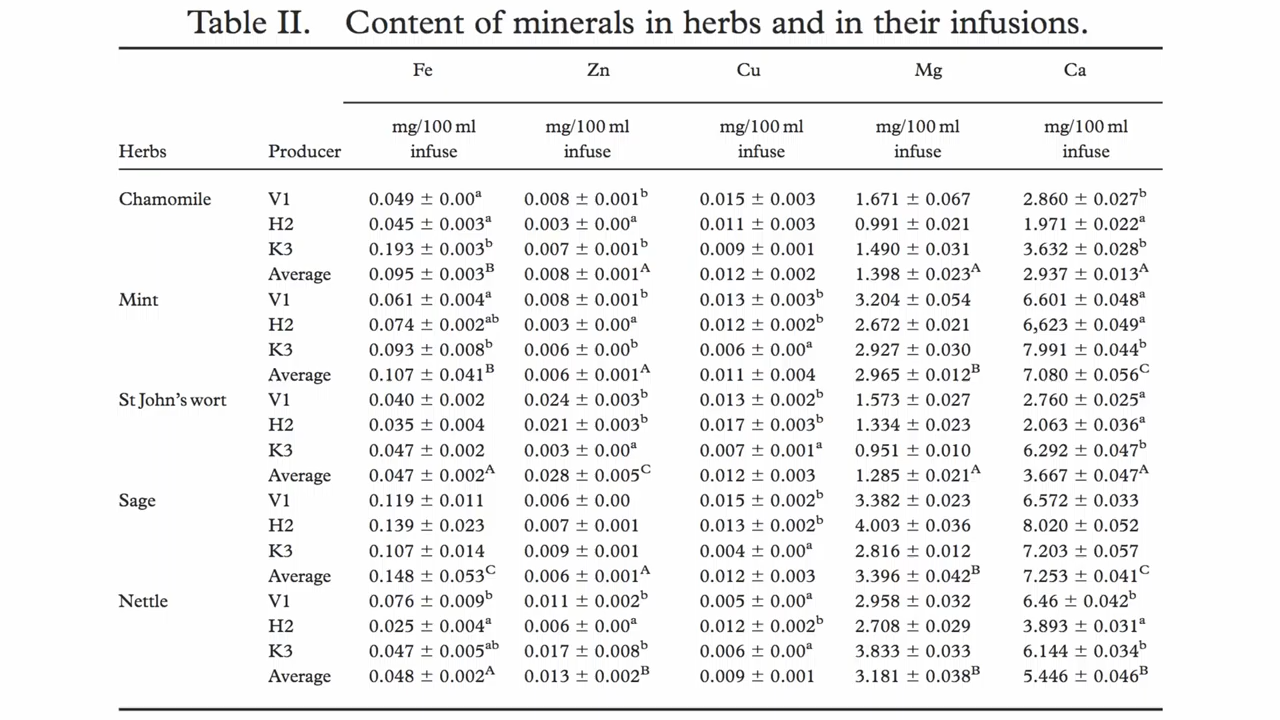 Table II. Content of minerals in herbs and in their infusions.
Fe Zn Cu Mg Ca
mg/100 ml mg/100 ml mg/100 ml mg/100 ml mg/100 ml
Herbs Producer infuse infuse infuse infuse infuse
Chamomile V1 0.049 ± 0.00ᵃ 0.008 ± 0.001ᵇ 0.015 ± 0.003 1.671 ± 0.067 2.860 ± 0.027ᵇ
H2 0.045 ± 0.003ᵃ 0.003 ± 0.00ᵃ 0.011 ± 0.003 0.991 ± 0.021 1.971 ± 0.022ᵃ
K3 0.193 ± 0.003ᵇ 0.007 ± 0.001ᵇ 0.009 ± 0.001 1.490 ± 0.031 3.632 ± 0.028ᵇ
Average 0.095 ± 0.003ᴮ 0.008 ± 0.001ᴬ 0.012 ± 0.002 1.398 ± 0.023ᴬ 2.937 ± 0.013ᴬ
Mint V1 0.061 ± 0.004ᵃ 0.008 ± 0.001ᵇ 0.013 ± 0.003ᵇ 3.204 ± 0.054 6.601 ± 0.048ᵃ
H2 0.074 ± 0.002ᵃᵇ 0.003 ± 0.00ᵃ 0.012 ± 0.002ᵇ 2.672 ± 0.021 6,623 ± 0.049ᵃ
K3 0.093 ± 0.008ᵇ 0.006 ± 0.00ᵇ 0.006 ± 0.00ᵃ 2.927 ± 0.030 7.991 ± 0.044ᵇ
Average 0.107 ± 0.041ᴮ 0.006 ± 0.001ᴬ 0.011 ± 0.004 2.965 ± 0.012ᴮ 7.080 ± 0.056ᶜ
St John's wort V1 0.040 ± 0.002 0.024 ± 0.003ᵇ 0.013 ± 0.002ᵇ 1.573 ± 0.027 2.760 ± 0.025ᵃ
H2 0.035 ± 0.004 0.021 ± 0.003ᵇ 0.017 ± 0.003ᵇ 1.334 ± 0.023 2.063 ± 0.036ᵃ
K3 0.047 ± 0.002 0.003 ± 0.00ᵃ 0.007 ± 0.001ᵃ 0.951 ± 0.010 6.292 ± 0.047ᵇ
Average 0.047 ± 0.002ᴬ 0.028 ± 0.005ᶜ 0.012 ± 0.003 1.285 ± 0.021ᴬ 3.667 ± 0.047ᴬ
Sage V1 0.119 ± 0.011 0.006 ± 0.00 0.015 ± 0.002ᵇ 3.382 ± 0.023 6.572 ± 0.033
H2 0.139 ± 0.023 0.007 ± 0.001 0.013 ± 0.002ᵇ 4.003 ± 0.036 8.020 ± 0.052
K3 0.107 ± 0.014 0.009 ± 0.001 0.004 ± 0.00ᵃ 2.816 ± 0.012 7.203 ± 0.057
Average 0.148 ± 0.053ᶜ 0.006 ± 0.001ᴬ 0.012 ± 0.003 3.396 ± 0.042ᴮ 7.253 ± 0.041ᶜ
Nettle V1 0.076 ± 0.009ᵇ 0.011 ± 0.002ᵇ 0.005 ± 0.00ᵃ 2.958 ± 0.032 6.46 ± 0.042ᵇ
H2 0.025 ± 0.004ᵃ 0.006 ± 0.00ᵃ 0.012 ± 0.002ᵇ 2.708 ± 0.029 3.893 ± 0.031ᵃ
K3 0.047 ± 0.005ᵃᵇ 0.017 ± 0.008ᵇ 0.006 ± 0.00ᵃ 3.833 ± 0.033 6.144 ± 0.034ᵇ
Average 0.048 ± 0.002ᴬ 0.013 ± 0.002ᴮ 0.009 ± 0.001 3.181 ± 0.038ᴮ 5.446 ± 0.046ᴮ